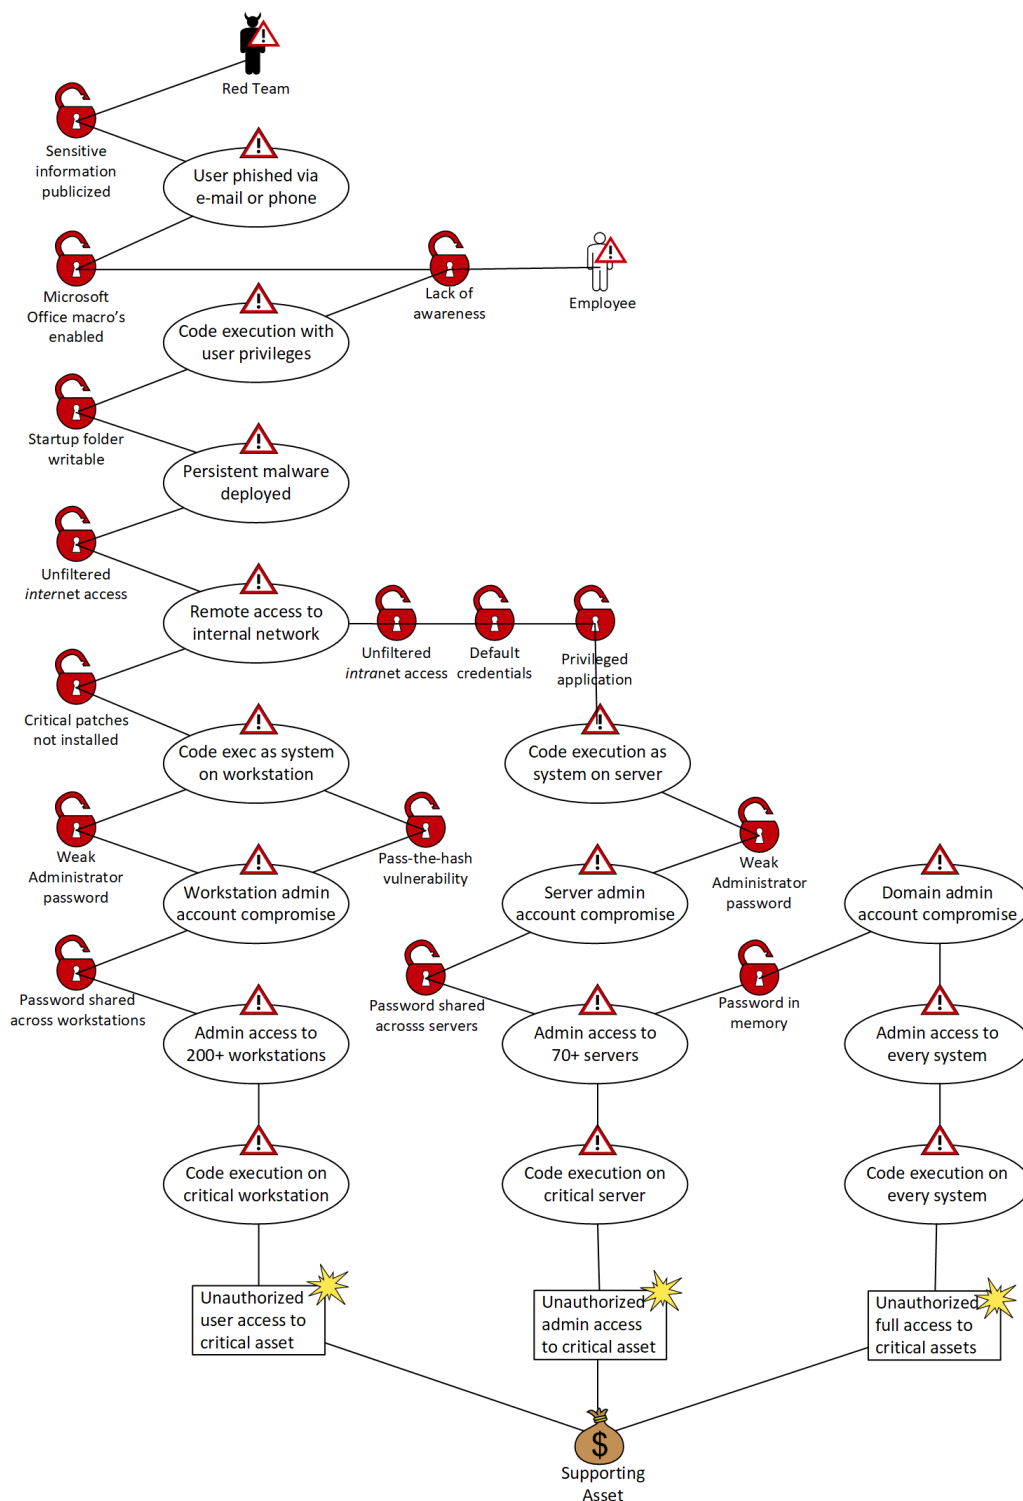 Red Team
Sensitive
information
publicized
User phished via
e-mail or phone
Microsoft
Office macro's
enabled
Lack of
awareness
Employee
Code execution with
user privileges
Startup folder
writable
Persistent malware
deployed
Unfiltered
internet access
Remote access to
internal network
Unfiltered
intranet access
Default
credentials
Privileged
application
Critical patches
not installed
Code exec as system
on workstation
Code execution as
system on server
Weak
Administrator
password
Pass-the-hash
vulnerability
Weak
Administrator
password
Workstation admin
account compromise
Server admin
account compromise
Domain admin
account compromise
Password shared
across workstations
Password shared
acrosss servers
Password in
memory
Admin access to
200+ workstations
Admin access to
70+ servers
Admin access to
every system
Code execution on
critical workstation
Code execution on
critical server
Code execution on
every system
Unauthorized
user access to
critical asset
Unauthorized
admin access
to critical asset
Unauthorized
full access to
critical assets
$
Supporting
Asset